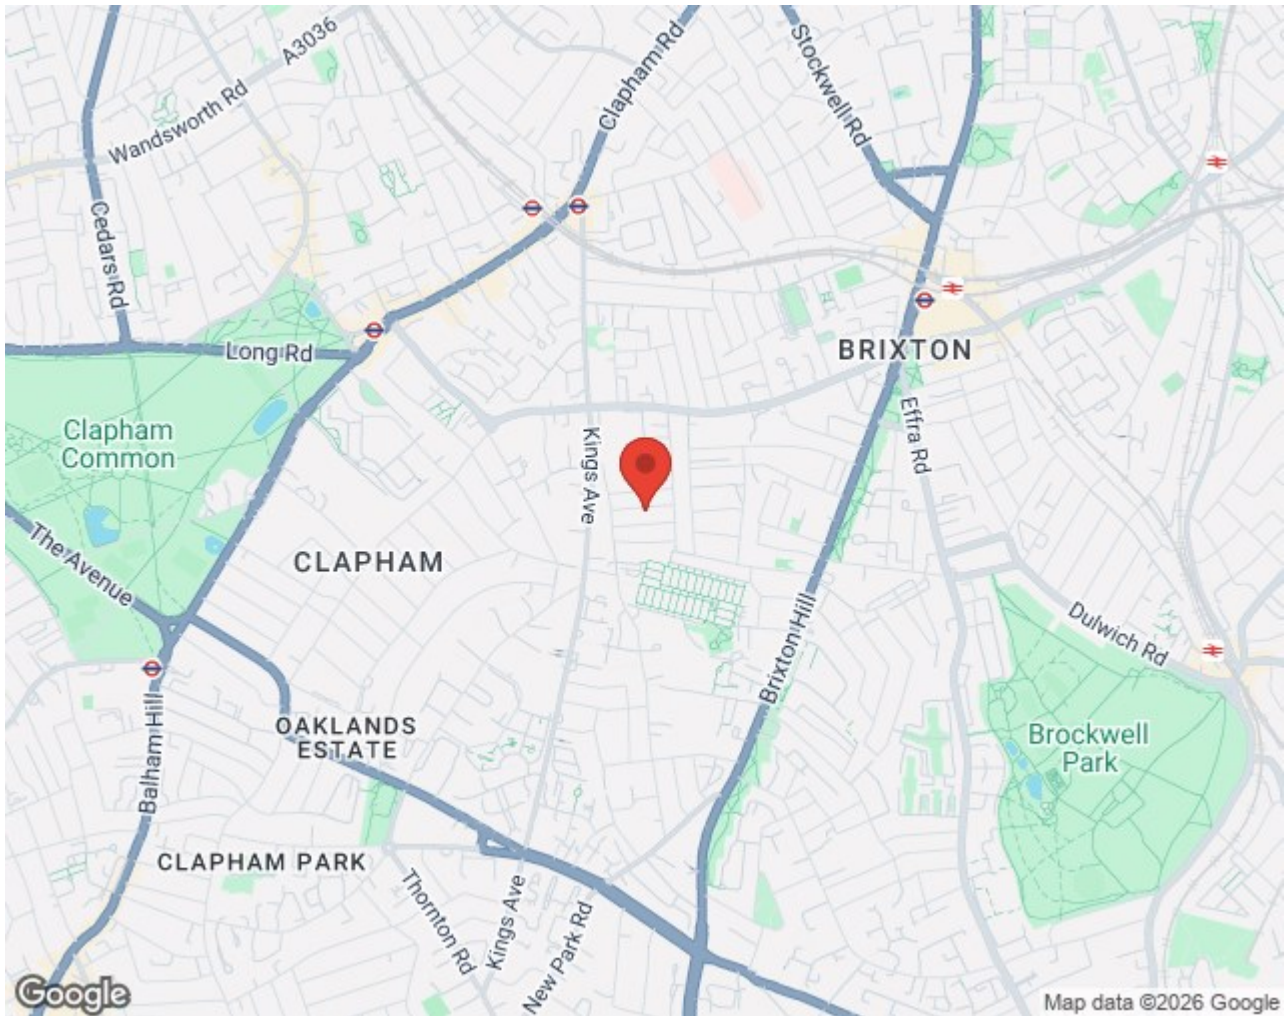 A3036
Clapham Rd
Stockwell Rd
Wandsworth Rd
Cedars Rd
Long Rd
BRIXTON
Effra Rd
Clapham
Common
Kings Ave
The Avenue
CLAPHAM
Dulwich Rd
Brixton Hill
Balham Hill
OAKLANDS
ESTATE
Brockwell
Park
CLAPHAM PARK
Thornton Rd
Kings Ave
New Park Rd
Google
Map data ©2026 Google